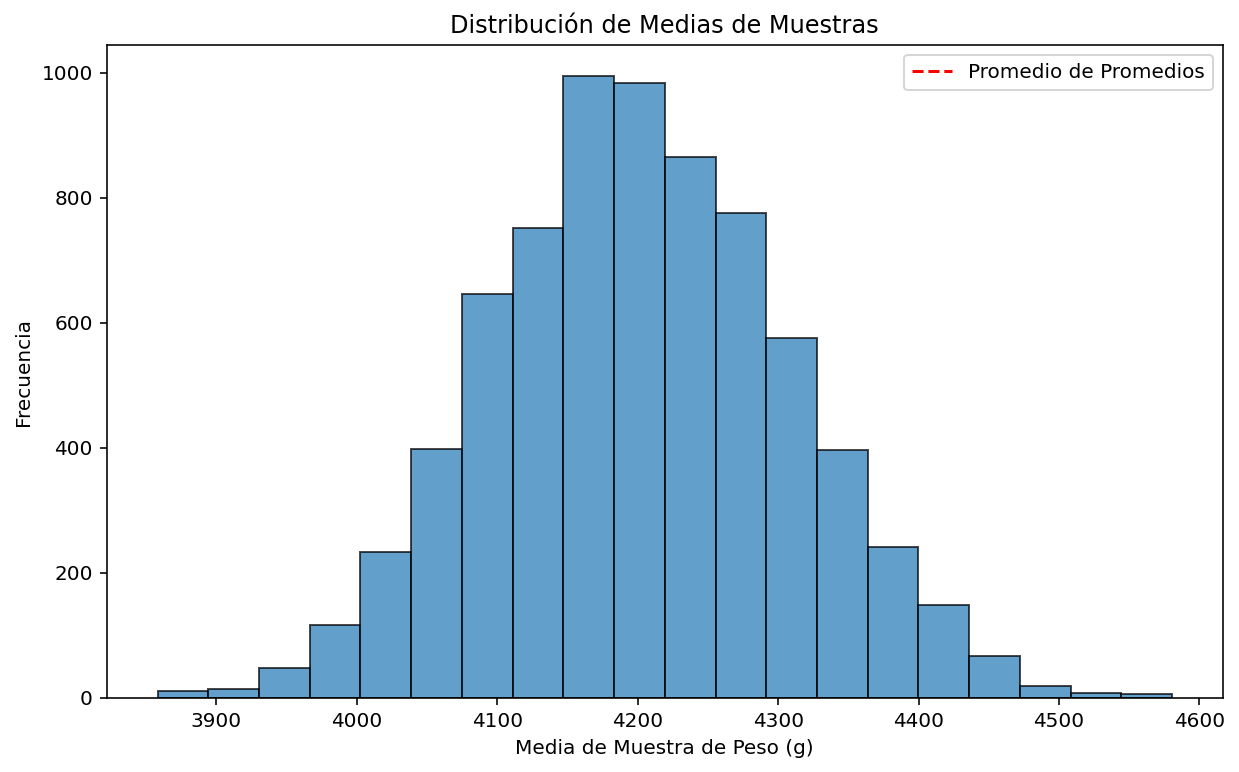 Distribución de Medias de Muestras
Promedio de Promedios
1000
800
600
400
200
0
Frecuencia
3900 4000 4100 4200 4300 4400 4500 4600
Media de Muestra de Peso (g)